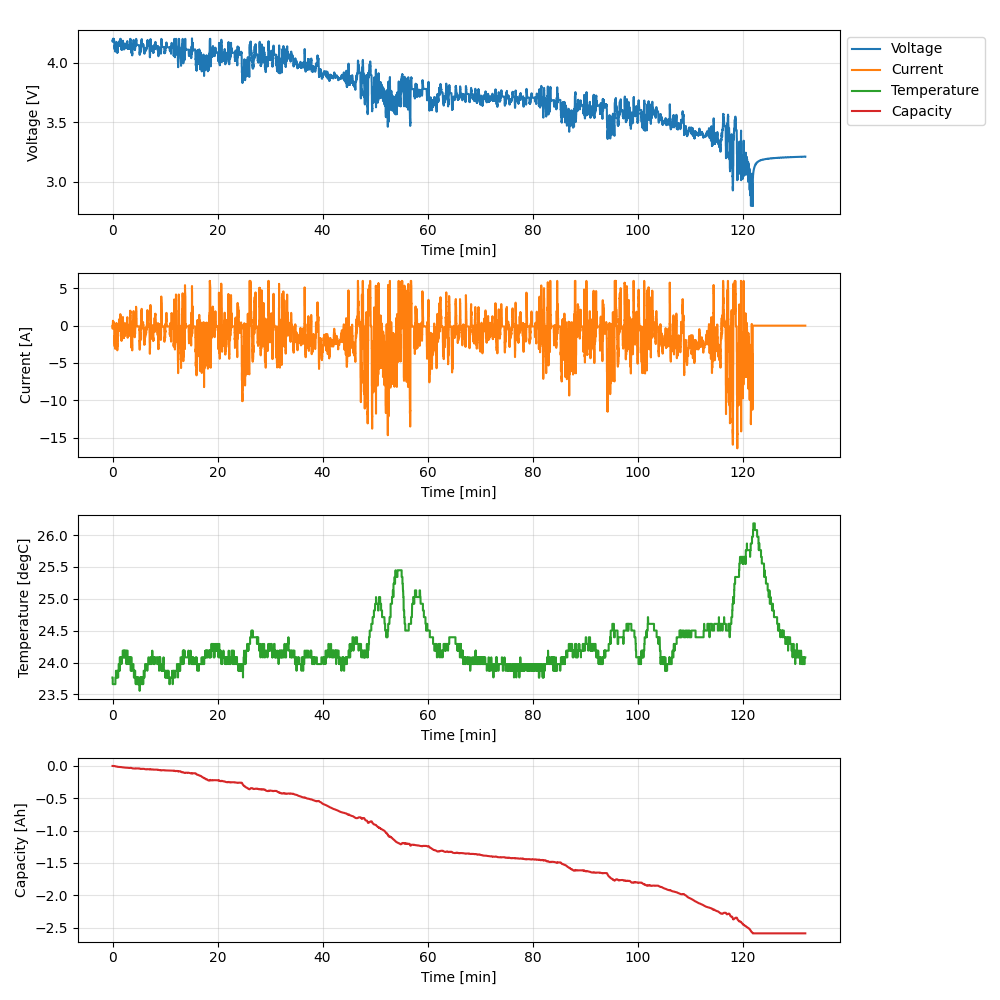 4.0
3.5
3.0
Voltage [V]
0 20 40 60 80 100 120
Time [min]
Voltage
Current
Temperature
Capacity
5
0
−5
−10
−15
Current [A]
0 20 40 60 80 100 120
Time [min]
26.0
25.5
25.0
24.5
24.0
23.5
Temperature [degC]
0 20 40 60 80 100 120
Time [min]
0.0
−0.5
−1.0
−1.5
−2.0
−2.5
Capacity [Ah]
0 20 40 60 80 100 120
Time [min]